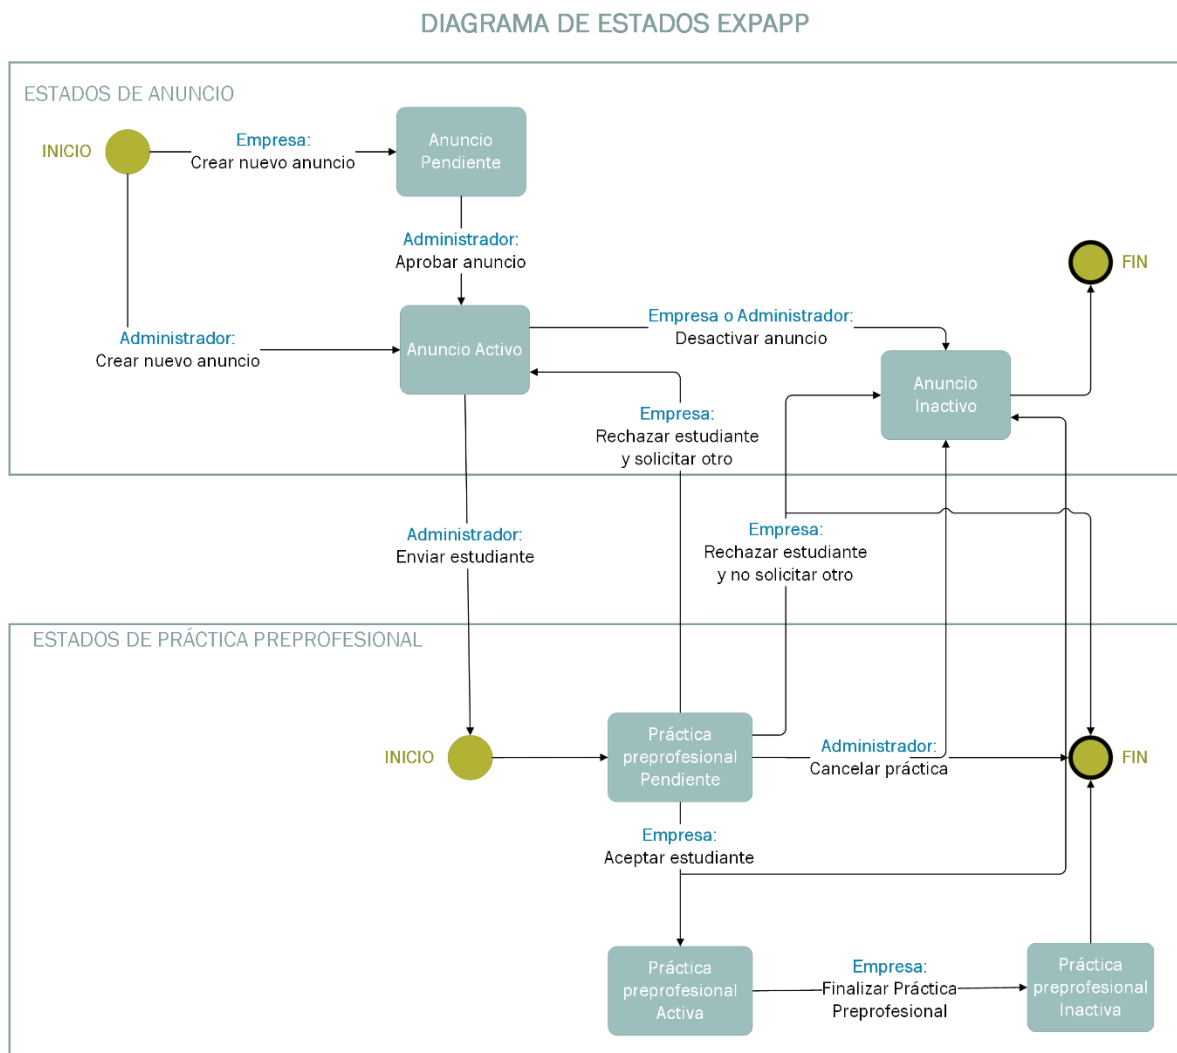 DIAGRAMA DE ESTADOS EXPAPP
ESTADOS DE ANUNCIO
INICIO
Empresa:
Crear nuevo anuncio
Anuncio
Pendiente
Administrador:
Aprobar anuncio
FIN
Administrador:
Crear nuevo anuncio
Anuncio Activo
Empresa o Administrador:
Desactivar anuncio
Anuncio
Inactivo
Empresa:
Rechazar estudiante
y solicitar otro
Administrador:
Enviar estudiante
Empresa:
Rechazar estudiante
y no solicitar otro
ESTADOS DE PRÁCTICA PREPROFESIONAL
INICIO
Práctica
preprofesional
Pendiente
Administrador:
Cancelar práctica
FIN
Empresa:
Aceptar estudiante
Práctica
preprofesional
Activa
Empresa:
Finalizar Práctica
Preprofesional
Práctica
preprofesional
Inactiva